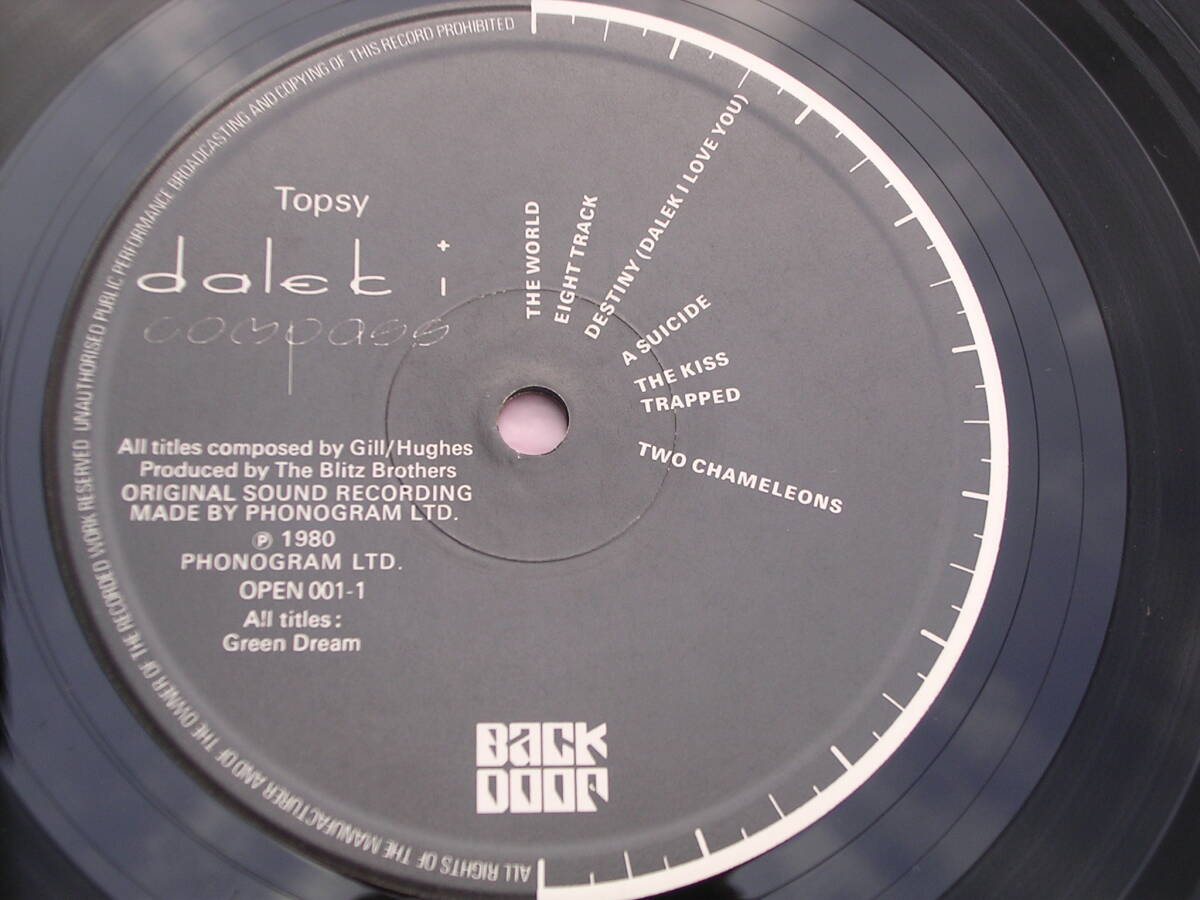 ALL RIGHTS OF THE MANUFACTURER AND OF THE OWNER OF THE RECORDED WORK RESERVED UNAUTHORISED PUBLIC PERFORMANCE BROADCASTING AND COPYING OF THIS RECORD PROHIBITED
Topsy
dalek i
compass
THE WORLD
EIGHT TRACK
DESTINY (DALEK I LOVE YOU)
A SUICIDE
THE KISS
TRAPPED
TWO CHAMELEONS
All titles composed by Gill/Hughes
Produced by The Blitz Brothers
ORIGINAL SOUND RECORDING
MADE BY PHONOGRAM LTD.
℗ 1980
PHONOGRAM LTD.
OPEN 001-1
All titles:
Green Dream
BACK
DOOR